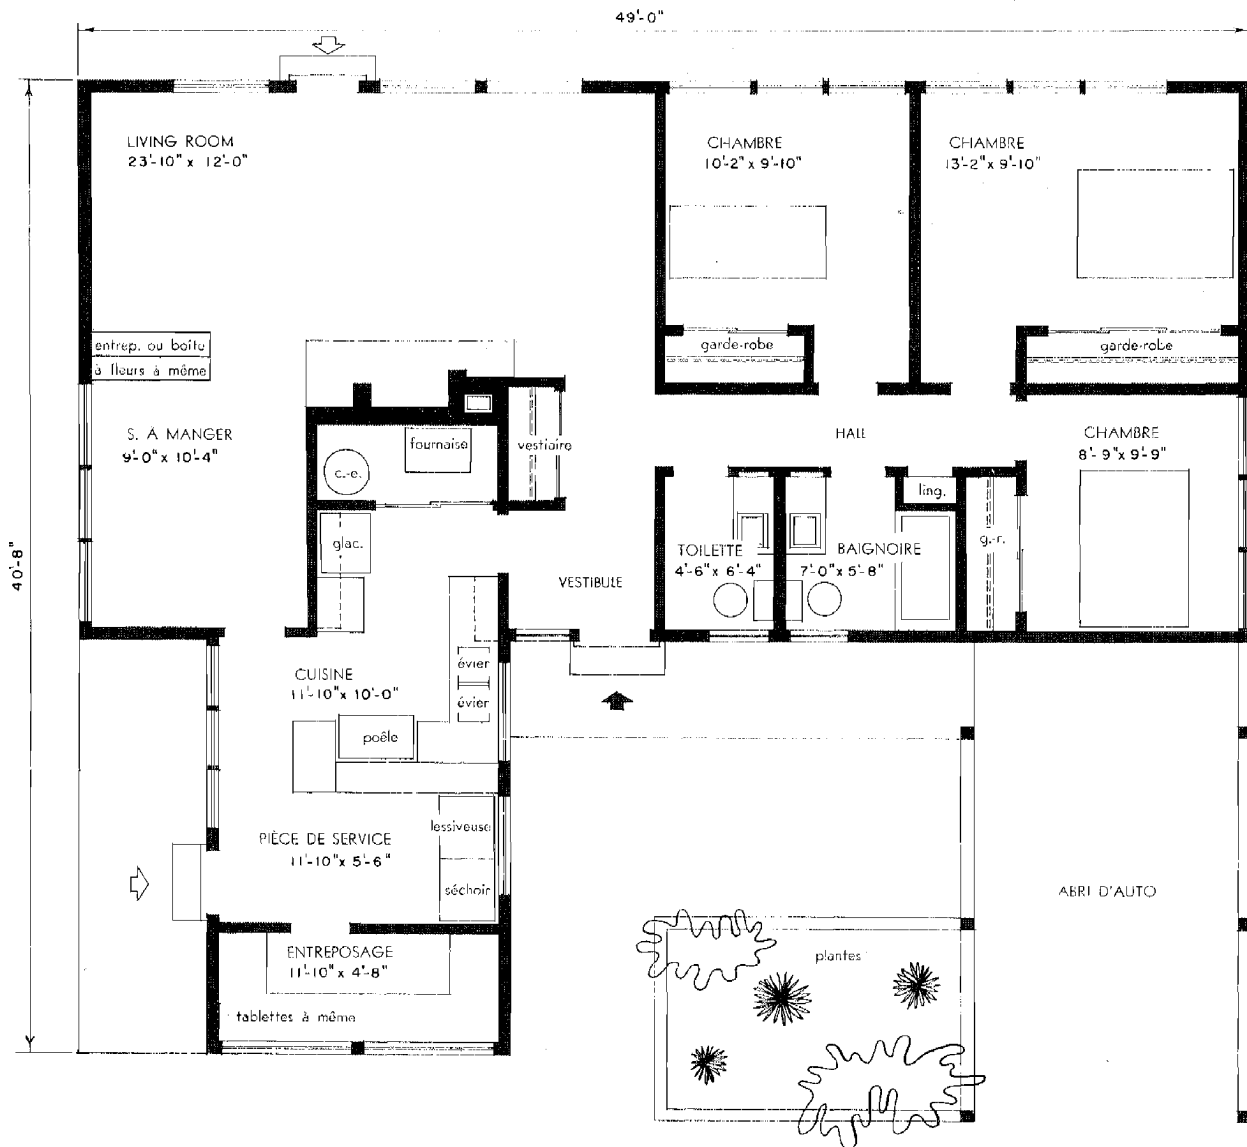 49'-0"
LIVING ROOM
23'-10" x 12'-0"
CHAMBRE
10'-2" x 9'-10"
CHAMBRE
13'-2" x 9'-10"
entrep. ou boîte
à fleurs à même
garde-robe
garde-robe
S. À MANGER
9'-0" x 10'-4"
fournaise
c.-e.
vestiaire
HALL
CHAMBRE
8'-9" x 9'-9"
ling.
glac.
g.-r.
TOILETTE
4'-6" x 6'-4"
BAIGNOIRE
7'-0" x 5'-8"
VESTIBULE
40'-8"
CUISINE
11'-10" x 10'-0"
évier
évier
poêle
lessiveuse
PIÈCE DE SERVICE
11'-10" x 5'-6"
séchoir
ABRI D'AUTO
ENTREPOSAGE
11'-10" x 4'-8"
plantes
tablettes à même